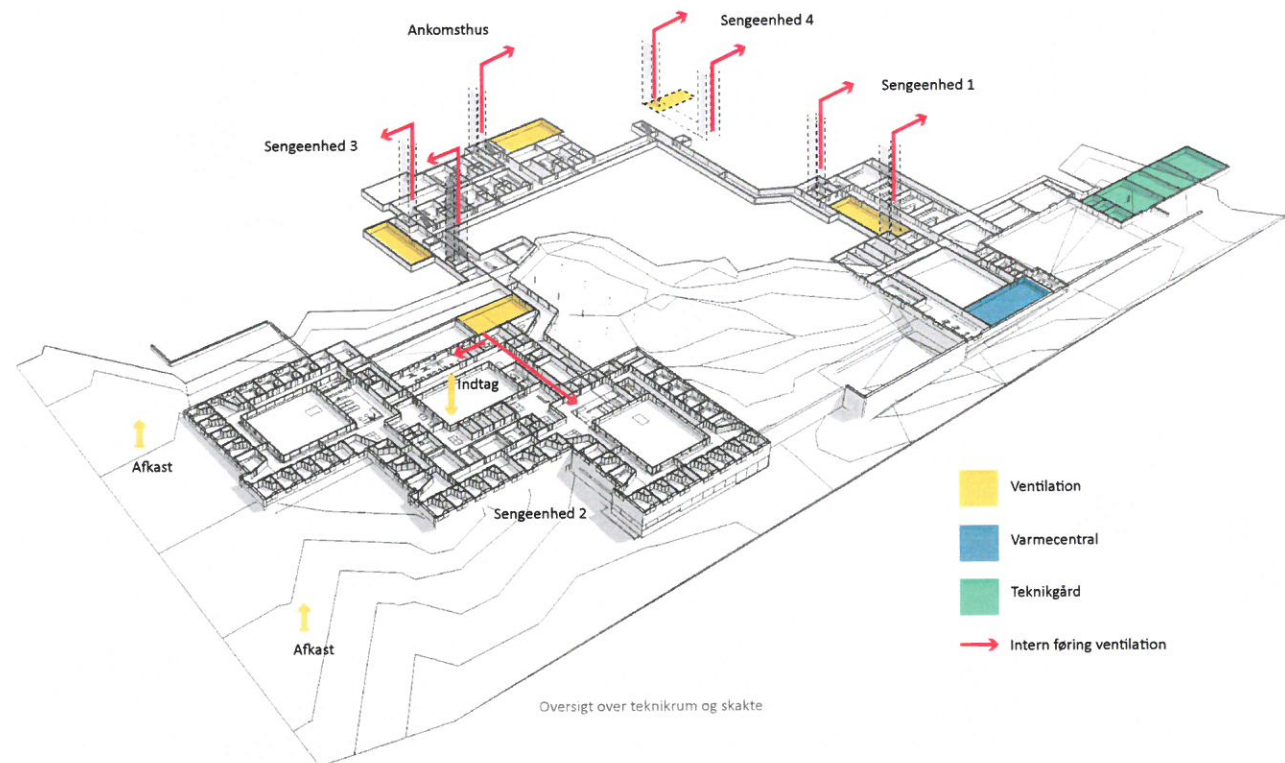 Sengeenhed 4
Ankomsthus
Sengeenhed 1
Sengeenhed 3
Indtag
Afkast
Sengeenhed 2
Afkast
Ventilation
Varmecentral
Teknikgård
Intern føring ventilation
Oversigt over teknikrum og skakte